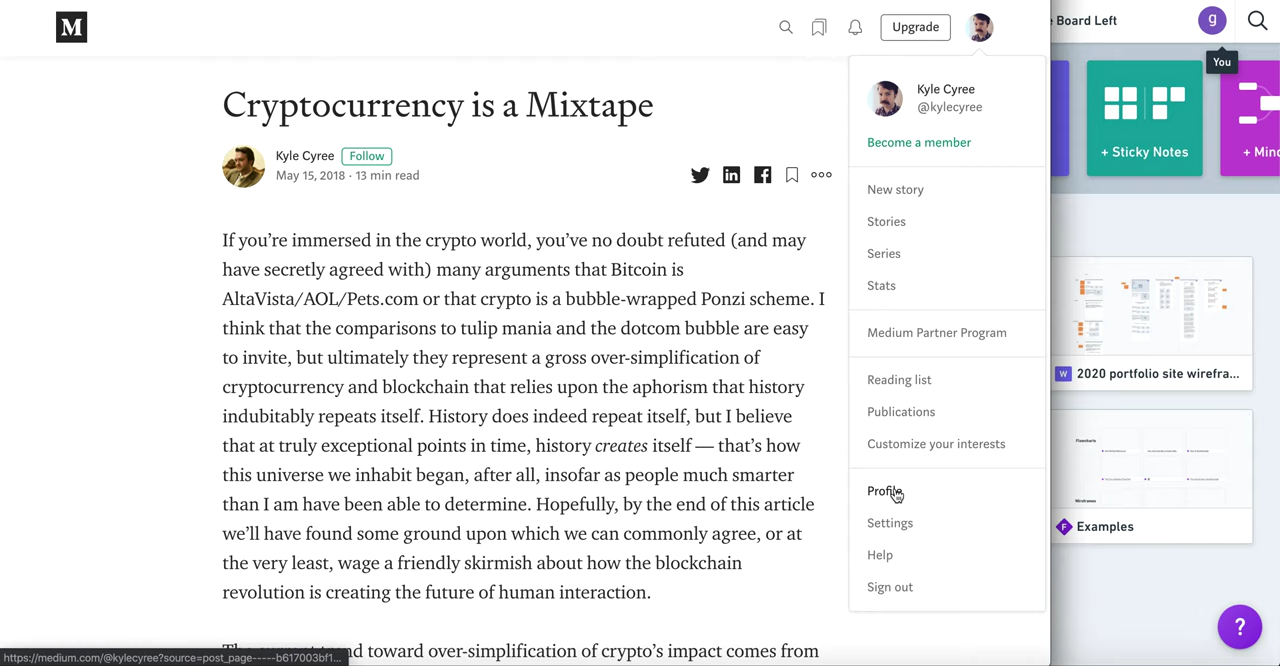 M
Upgrade
Cryptocurrency is a Mixtape
Kyle Cyree Follow
May 15, 2018 · 13 min read
If you’re immersed in the crypto world, you’ve no doubt refuted (and may
have secretly agreed with) many arguments that Bitcoin is
AltaVista/AOL/Pets.com or that crypto is a bubble-wrapped Ponzi scheme. I
think that the comparisons to tulip mania and the dotcom bubble are easy
to invite, but ultimately they represent a gross over-simplification of
cryptocurrency and blockchain that relies upon the aphorism that history
indubitably repeats itself. History does indeed repeat itself, but I believe
that at truly exceptional points in time, history creates itself — that’s how
this universe we inhabit began, after all, insofar as people much smarter
than I am have been able to determine. Hopefully, by the end of this article
we’ll have found some ground upon which we can commonly agree, or at
the very least, wage a friendly skirmish about how the blockchain
revolution is creating the future of human interaction.
The current trend toward over-simplification of crypto’s impact comes from
https://medium.com/@kylecyree?source=post_page-----b617003bf1...
Kyle Cyree
@kylecyree
Become a member
New story
Stories
Series
Stats
Medium Partner Program
Reading list
Publications
Customize your interests
Profile
Settings
Help
Sign out
Board Left
g
You
+ Sticky Notes
+ Mind
W 2020 portfolio site wirefra...
Flowcharts
Wireframes
F Examples
?